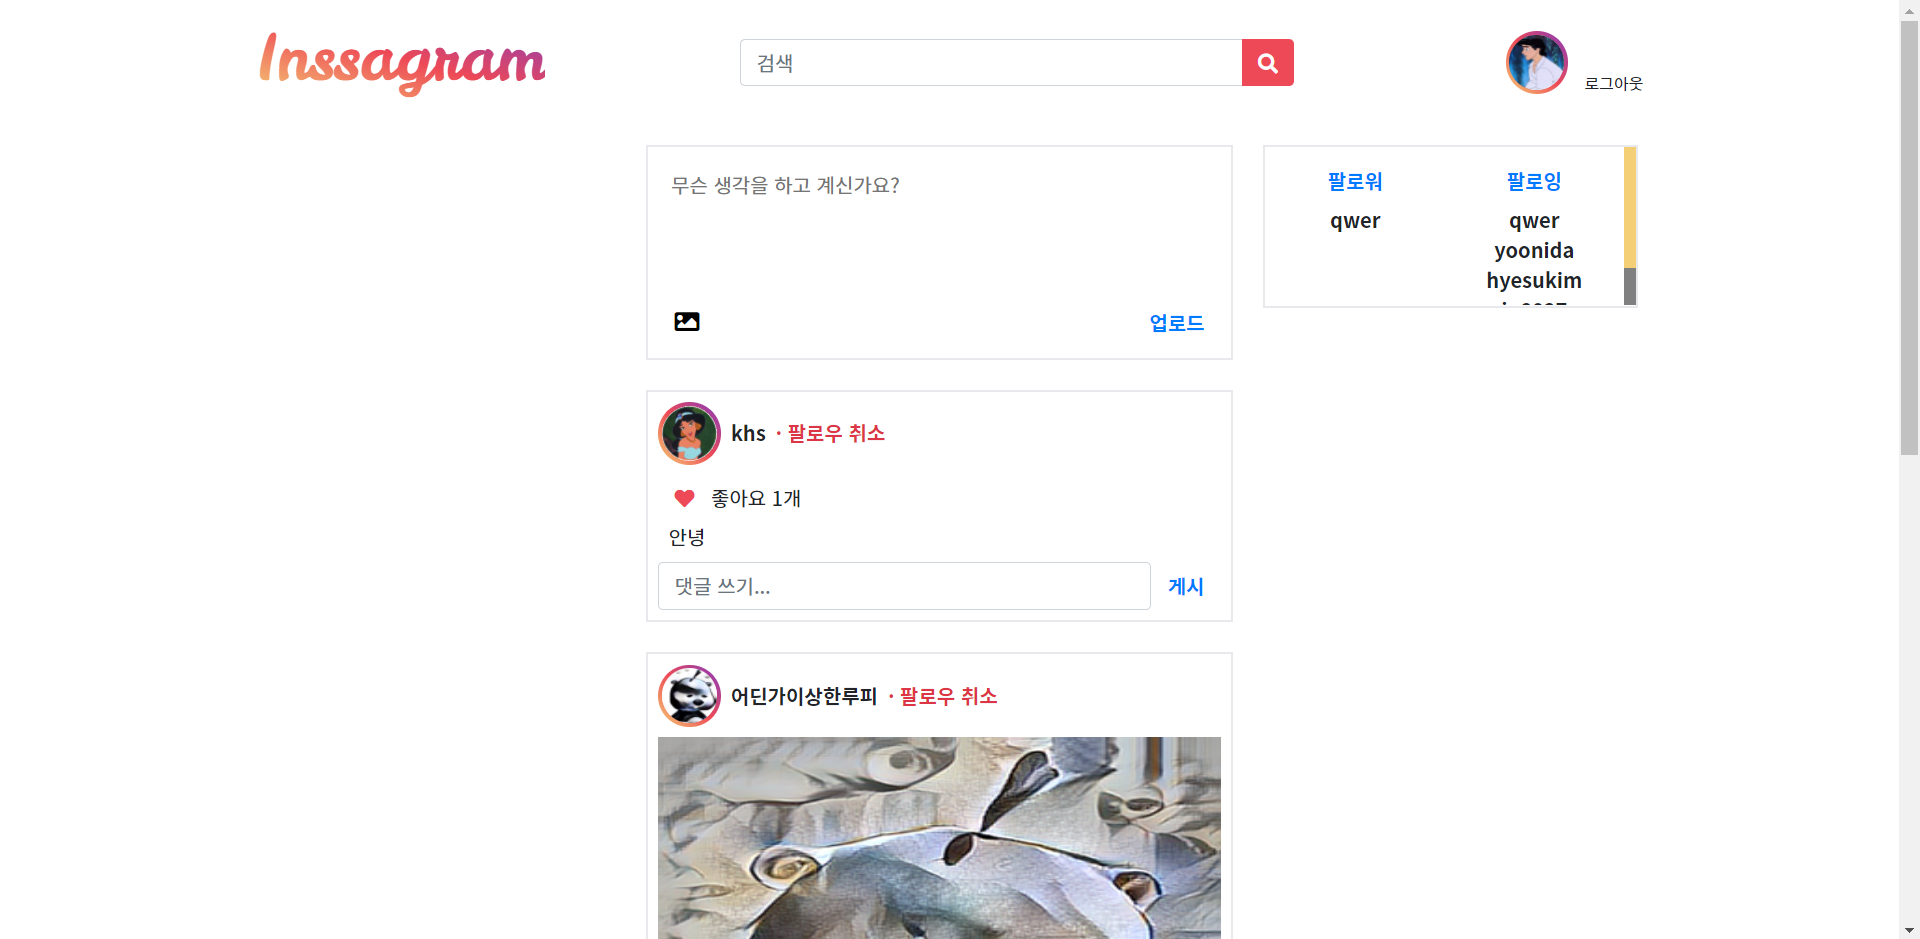 Inssagram
검색
로그아웃
무슨 생각을 하고 계신가요?
업로드
팔로워
qwer
팔로잉
qwer
yoonida
hyesukim
khs · 팔로우 취소
좋아요 1개
안녕
댓글 쓰기...
게시
어딘가이상한루피 · 팔로우 취소